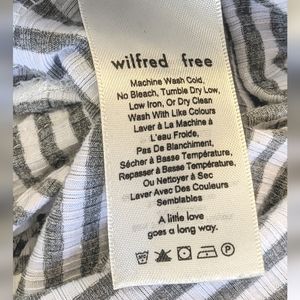 wilfred free
Machine Wash Cold,
No Bleach, Tumble Dry Low,
Low Iron, Or Dry Clean
Wash With Like Colours
Laver à La Machine à
L'eau Froide,
Pas De Blanchiment,
Sécher à Basse Température,
Repasser à Basse Température,
Ou Nettoyer à Sec
Laver Avec Des Couleurs
Semblables
A little love
goes a long way.